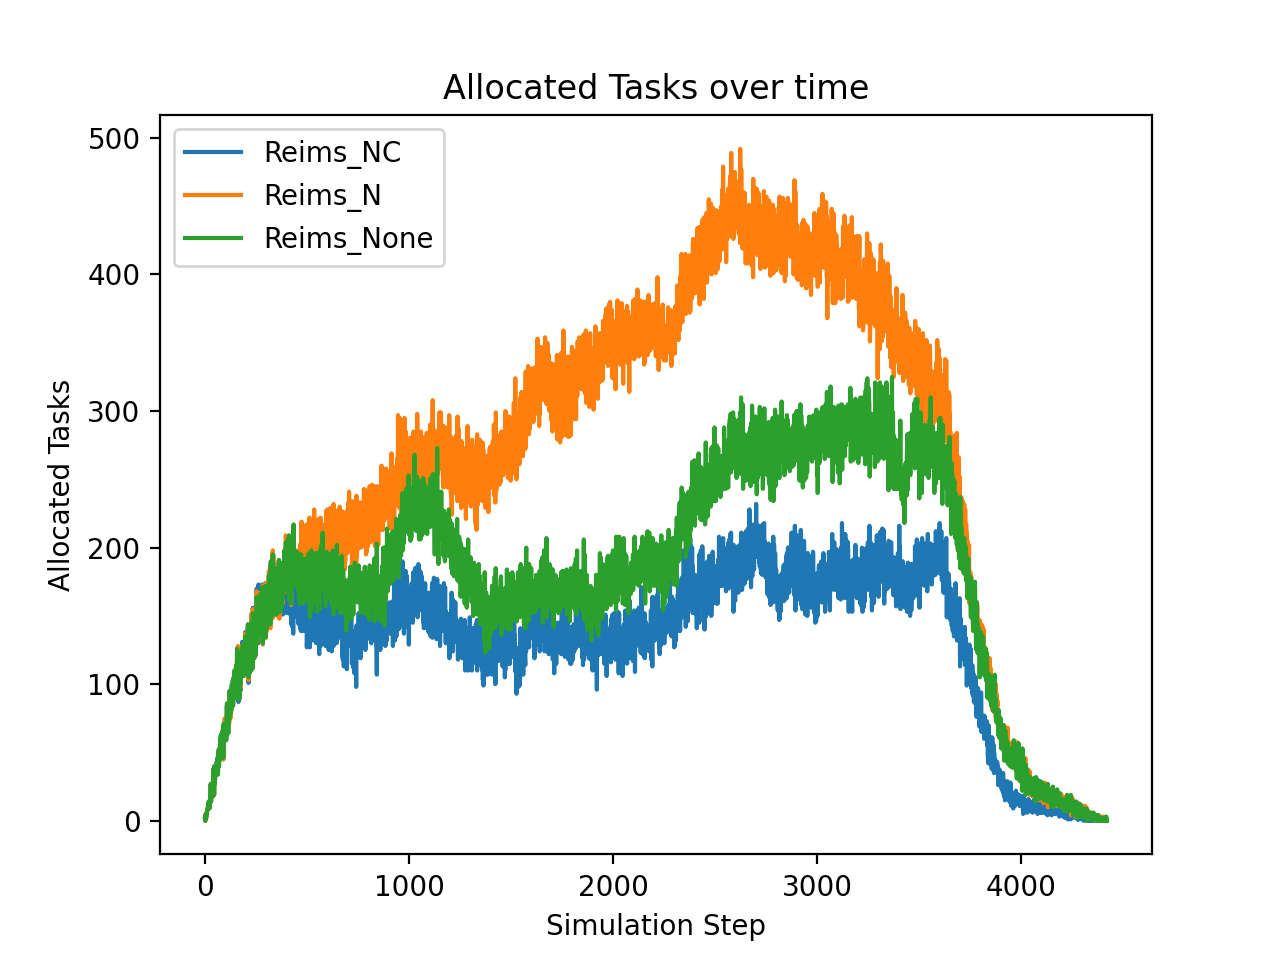 Allocated Tasks over time
Reims_NC
Reims_N
Reims_None
500
400
300
200
100
0
Allocated Tasks
0 1000 2000 3000 4000
Simulation Step